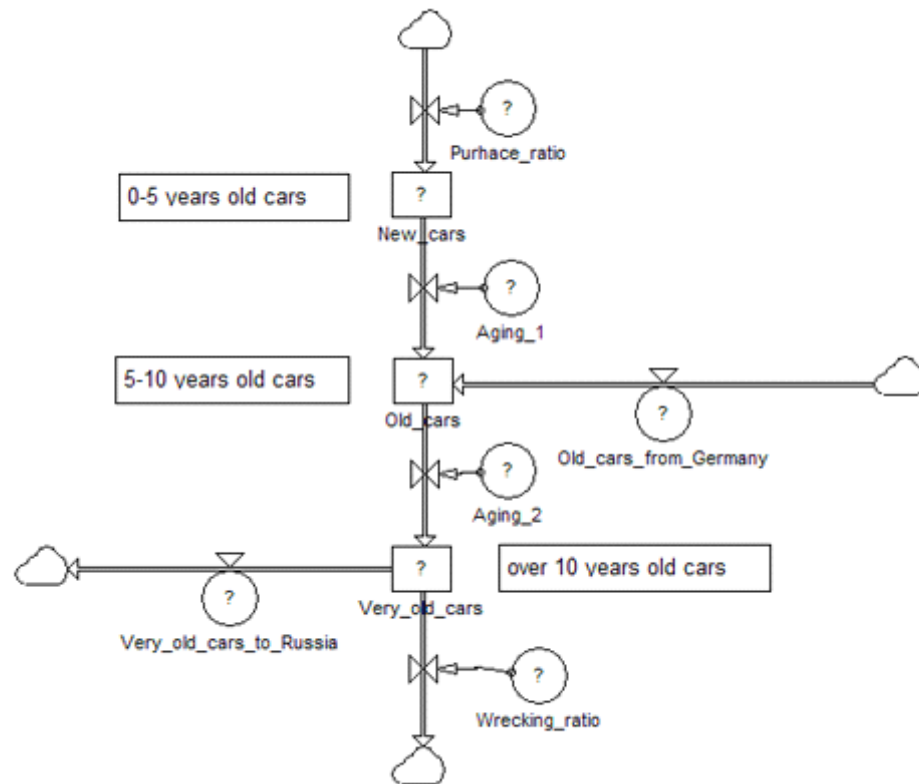 ?
Purhace_ratio
0-5 years old cars
?
New_cars
?
Aging_1
5-10 years old cars
?
Old_cars
?
Old_cars_from_Germany
?
Aging_2
?
over 10 years old cars
Very_old_cars
?
Very_old_cars_to_Russia
?
Wrecking_ratio